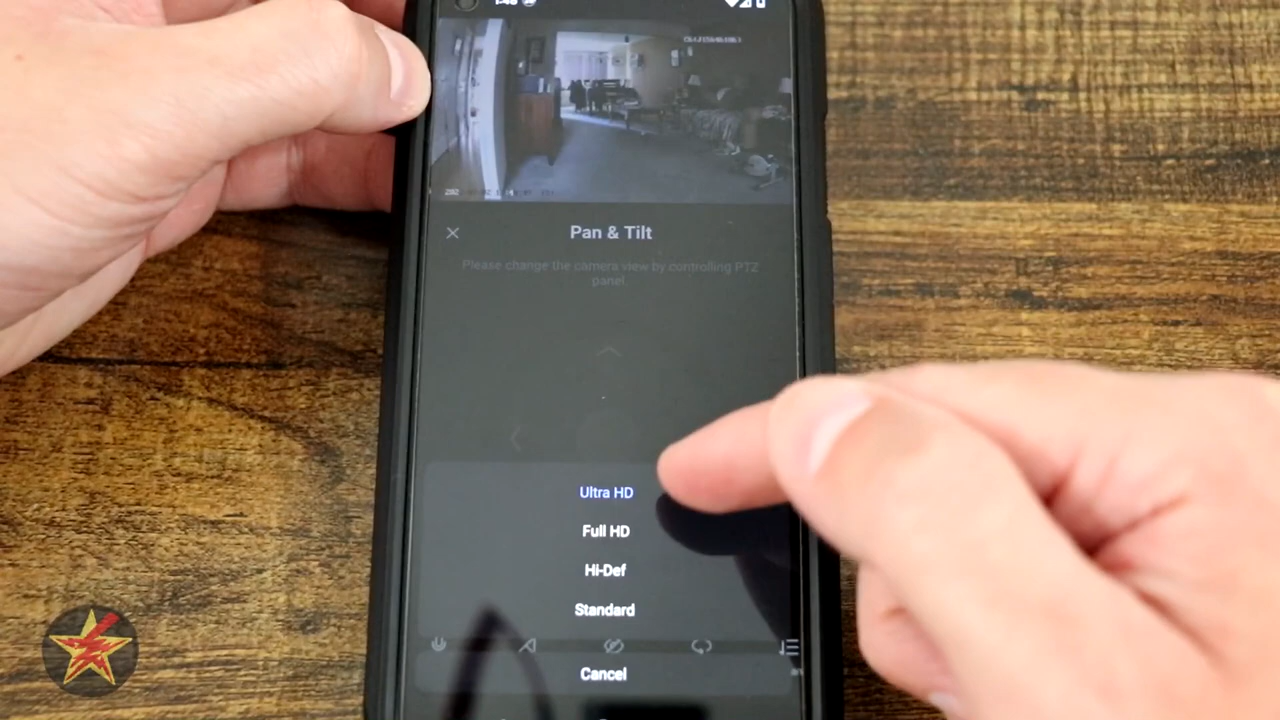 Pan & Tilt
Please change the camera view by controlling PTZ
panel.
Ultra HD
Full HD
Hi-Def
Standard
Cancel